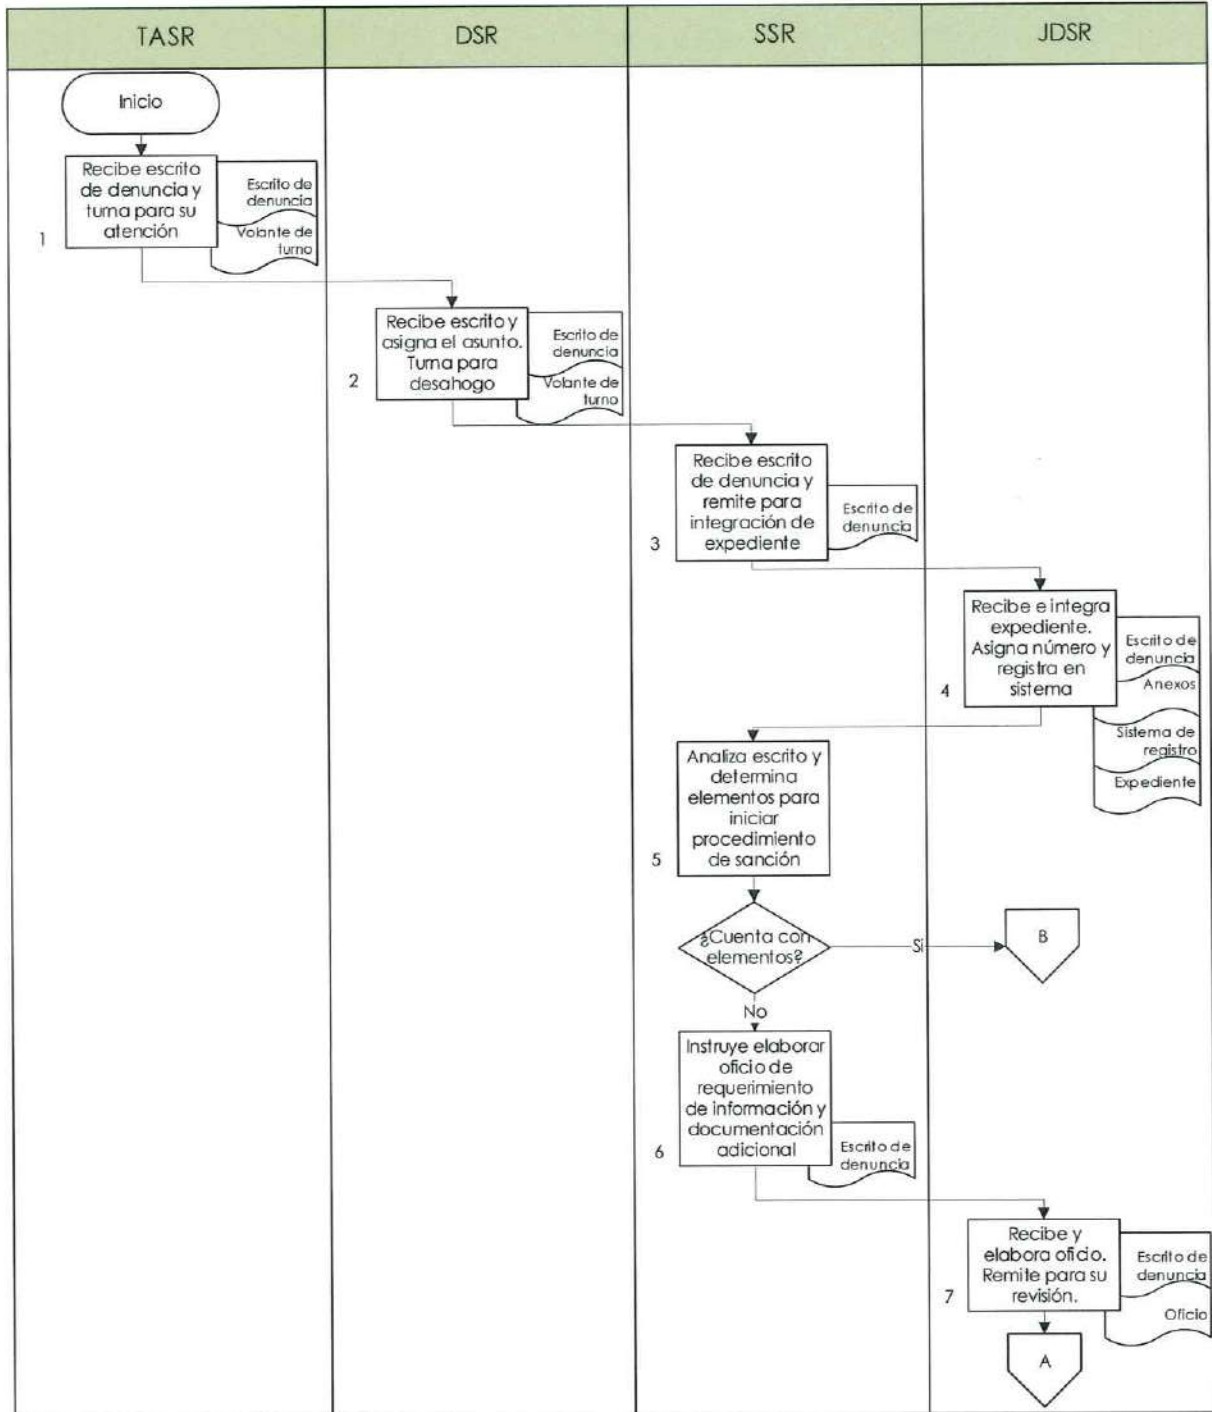 TASR
DSR
SSR
JDSR
Inicio
Recibe escrito
de denuncia y
turna para su
atención
Escrito de
denuncia
Volante de
turno
1
Recibe escrito y
asigna el asunto.
Turna para
desahogo
Escrito de
denuncia
Volante de
turno
2
Recibe escrito
de denuncia y
remite para
integración de
expediente
Escrito de
denuncia
3
Recibe e integra
expediente.
Asigna número y
registra en
sistema
Escrito de
denuncia
Anexos
Sistema de
registro
Expediente
4
Analiza escrito y
determina
elementos para
iniciar
procedimiento
de sanción
5
¿Cuenta con
elementos?
Si
B
No
Instruye elaborar
oficio de
requerimiento
de información y
documentación
adicional
Escrito de
denuncia
6
Recibe y
elabora oficio.
Remite para su
revisión.
Escrito de
denuncia
Oficio
7
A